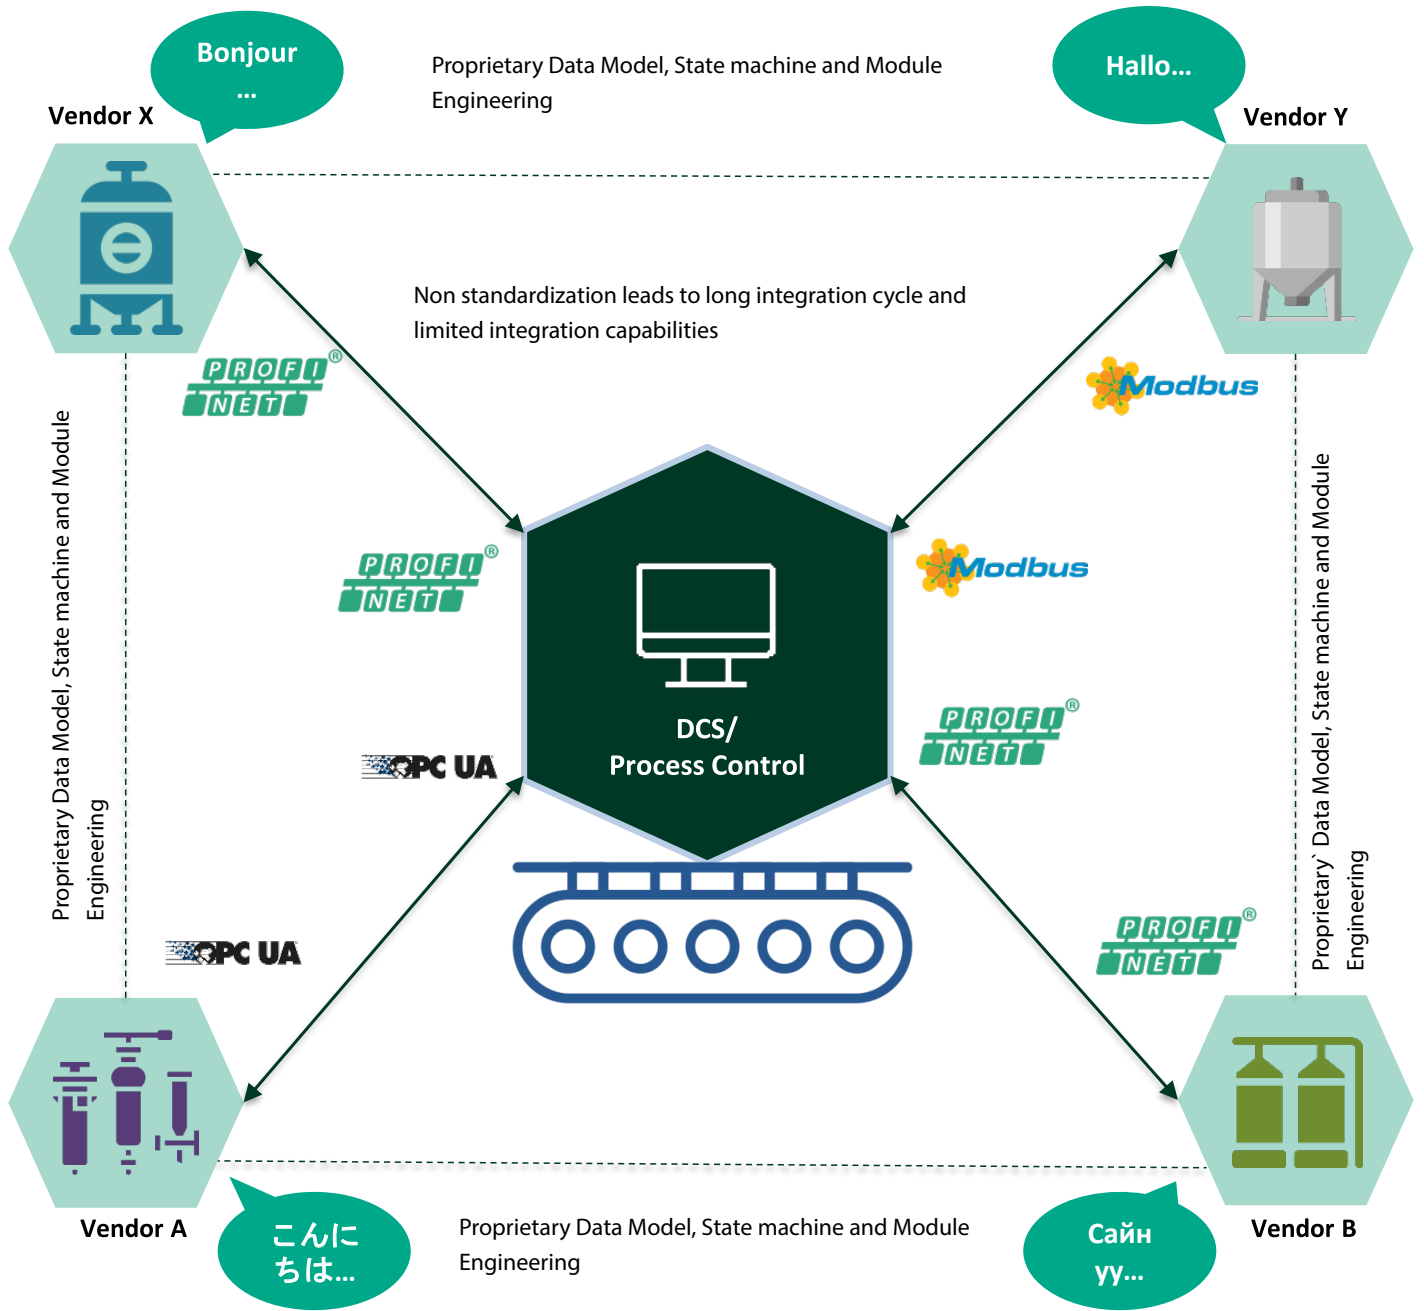 Bonjour
...
Proprietary Data Model, State machine and Module
Engineering
Hallo...
Vendor X
Vendor Y
Non standardization leads to long integration cycle and
limited integration capabilities
PROFI®
NET
Modbus
Proprietary Data Model, State machine and Module
Engineering
Proprietary` Data Model, State machine and Module
Engineering
PROFI®
NET
Modbus
DCS/
Process Control
PROFI®
NET
OPC UA
PROFI®
NET
OPC UA
Vendor A
こんに
ちは...
Proprietary Data Model, State machine and Module
Engineering
Сайн
уу...
Vendor B